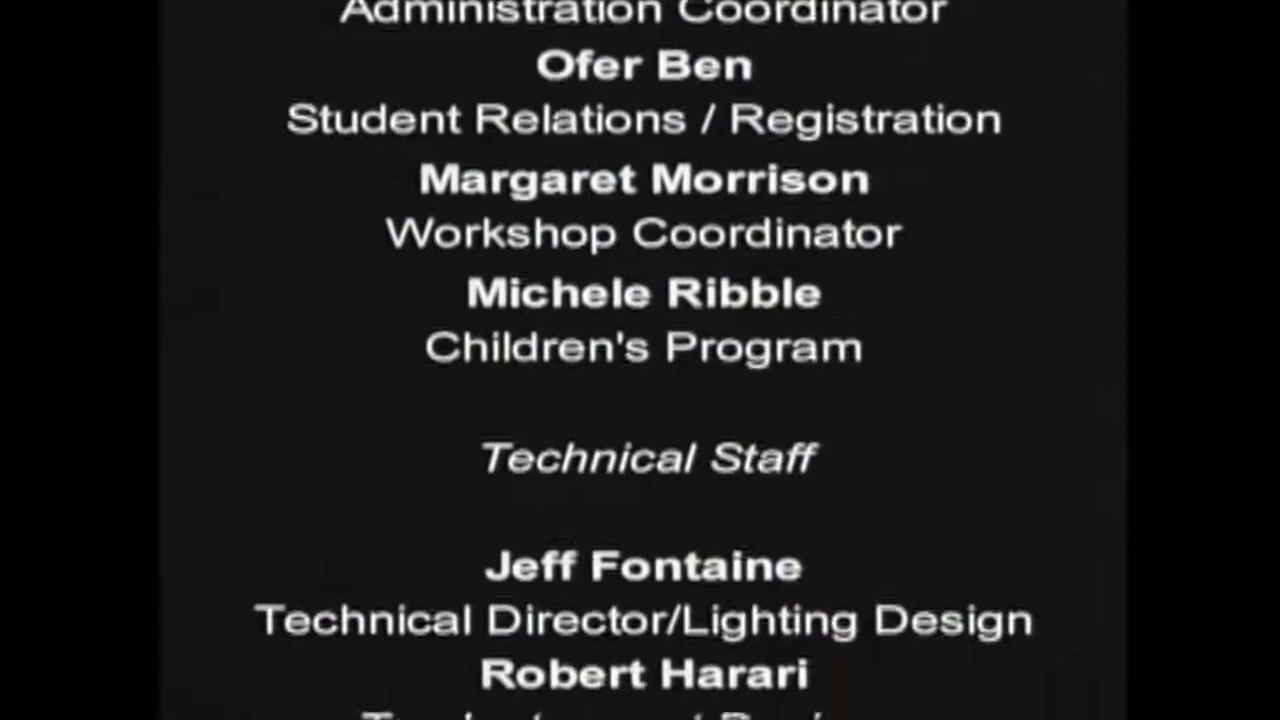 Administration Coordinator
Ofer Ben
Student Relations / Registration
Margaret Morrison
Workshop Coordinator
Michele Ribble
Children's Program
Technical Staff
Jeff Fontaine
Technical Director/Lighting Design
Robert Harari